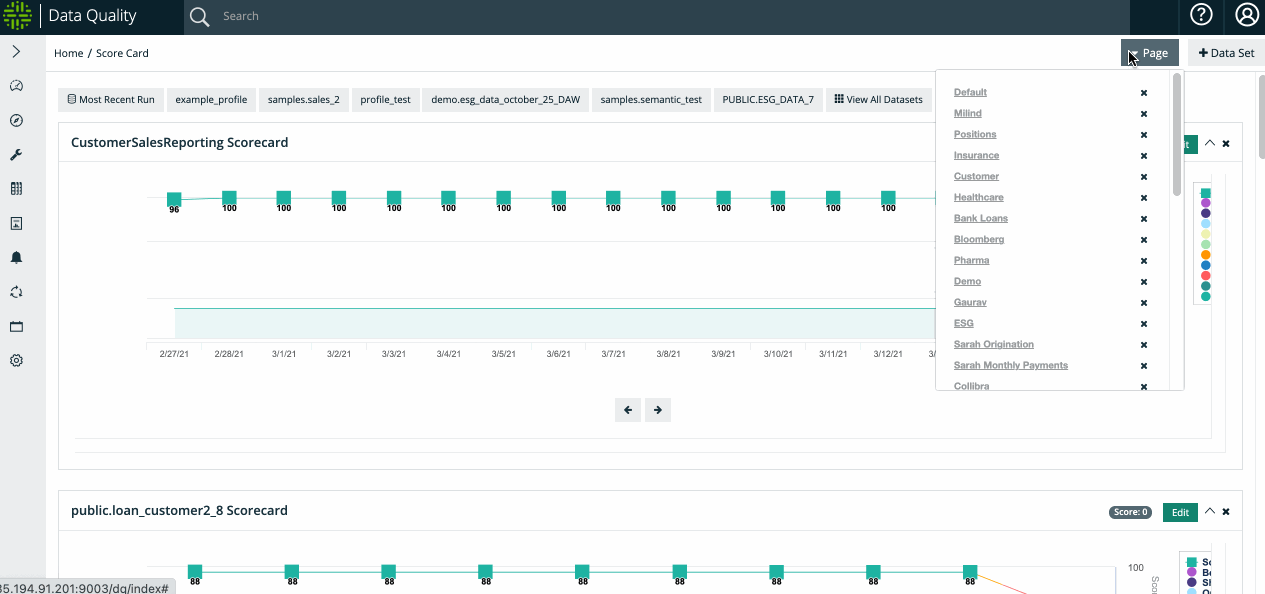 Data Quality
Search
Home / Score Card
Page
+ Data Set
Most Recent Run
example_profile
samples.sales_2
profile_test
demo.esg_data_october_25_DAW
samples.semantic_test
PUBLIC.ESG_DATA_7
View All Datasets
Default
Milind
Positions
Insurance
Customer
Healthcare
Bank Loans
Bloomberg
Pharma
Demo
Gaurav
ESG
Sarah Origination
Sarah Monthly Payments
Collibra
CustomerSalesReporting Scorecard
96 100 100 100 100 100 100 100 100 100 100 100 100 100
2/27/21 2/28/21 3/1/21 3/2/21 3/3/21 3/4/21 3/5/21 3/6/21 3/7/21 3/8/21 3/9/21 3/10/21 3/11/21 3/12/21
public.loan_customer2_8 Scorecard
Score: 0
Edit
88 88 88 88 88 88 88 88 88
100
35.194.91.201:9003/dq/index#